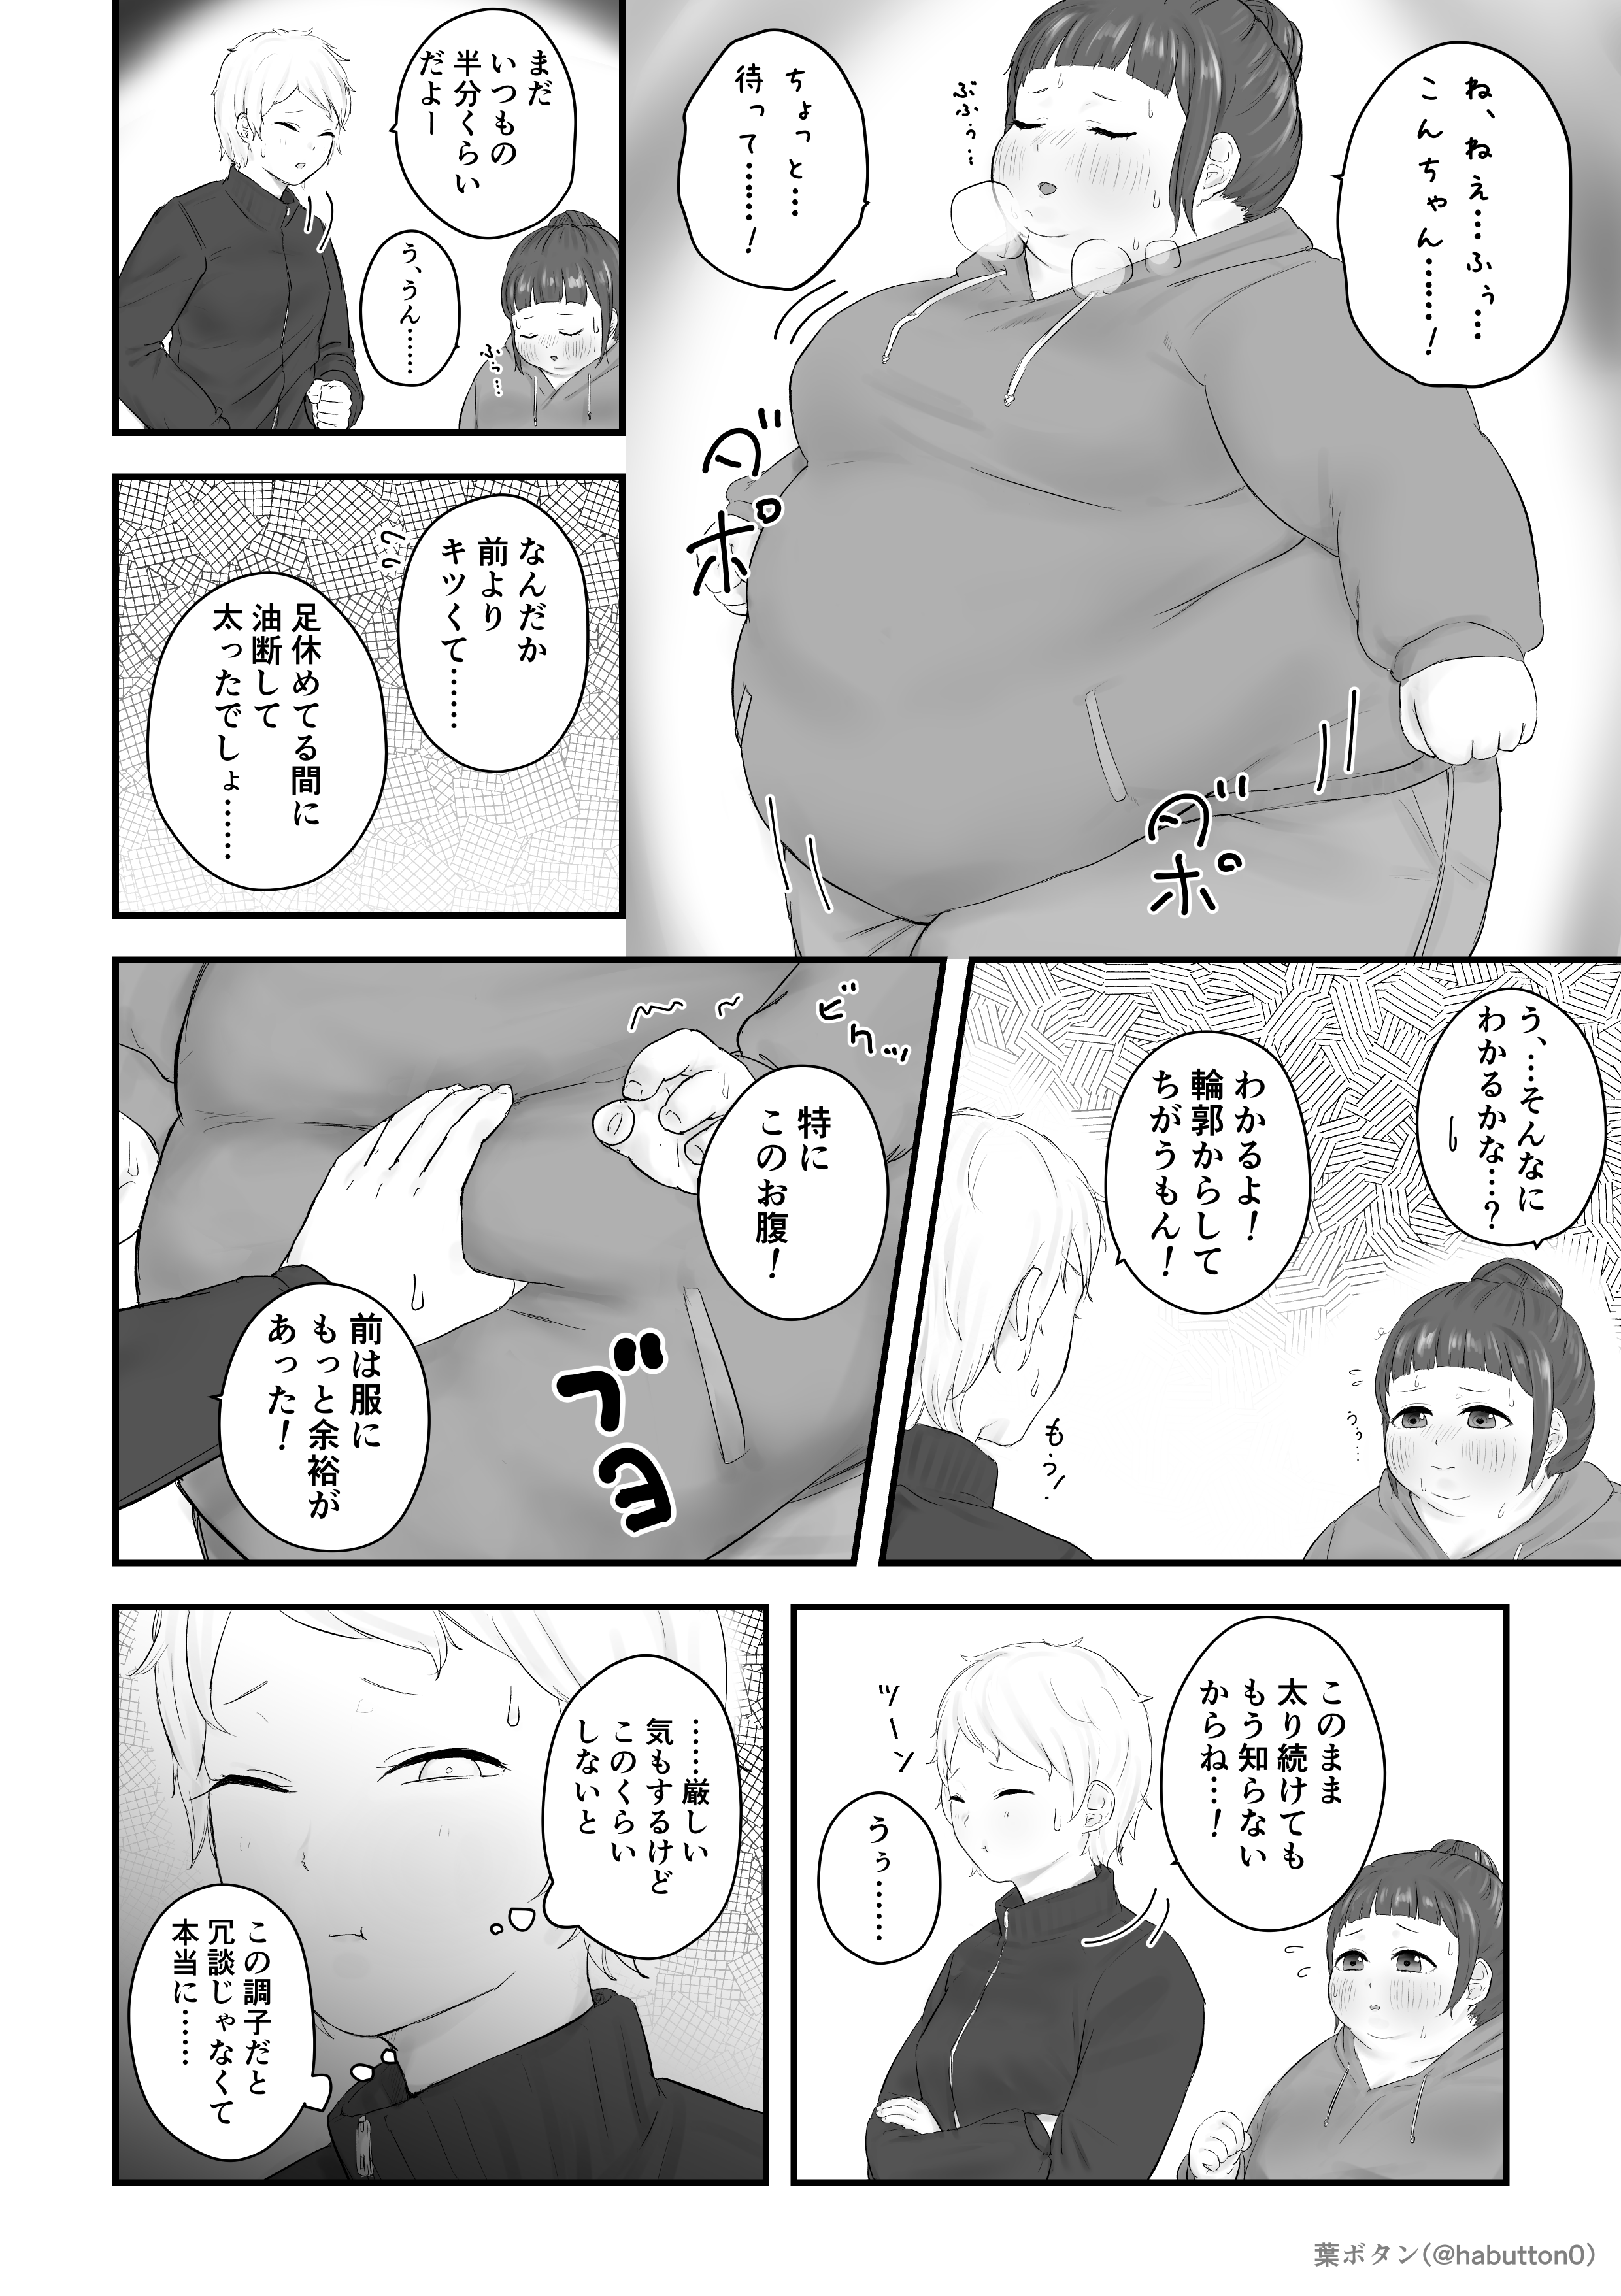 ね、ねえ…ふぅ…
こんちゃん………!
ぶふぅ…
ちょっと…
待って……!
ダポ
ダポ
まだ
いつもの
半分くらい
だよー
う、うん……
ふぅ…
なんだか
前より
キツくて……
じぃ
足休めてる間に
油断して
太ったでしょ……
う、…そんなに
わかるかな…?
わかるよ!
輪郭からして
ちがうもん!
うぅ…
もぅ!
ビクッ
特に
このお腹!
ブヨ
前は服に
もっと余裕が
あった!
このまま
太り続けても
もう知らない
からね…!
ツーン
うぅ……
……厳しい
気もするけど
このくらい
しないと
この調子だと
冗談じゃなくて
本当に……
葉ボタン(@habutton0)